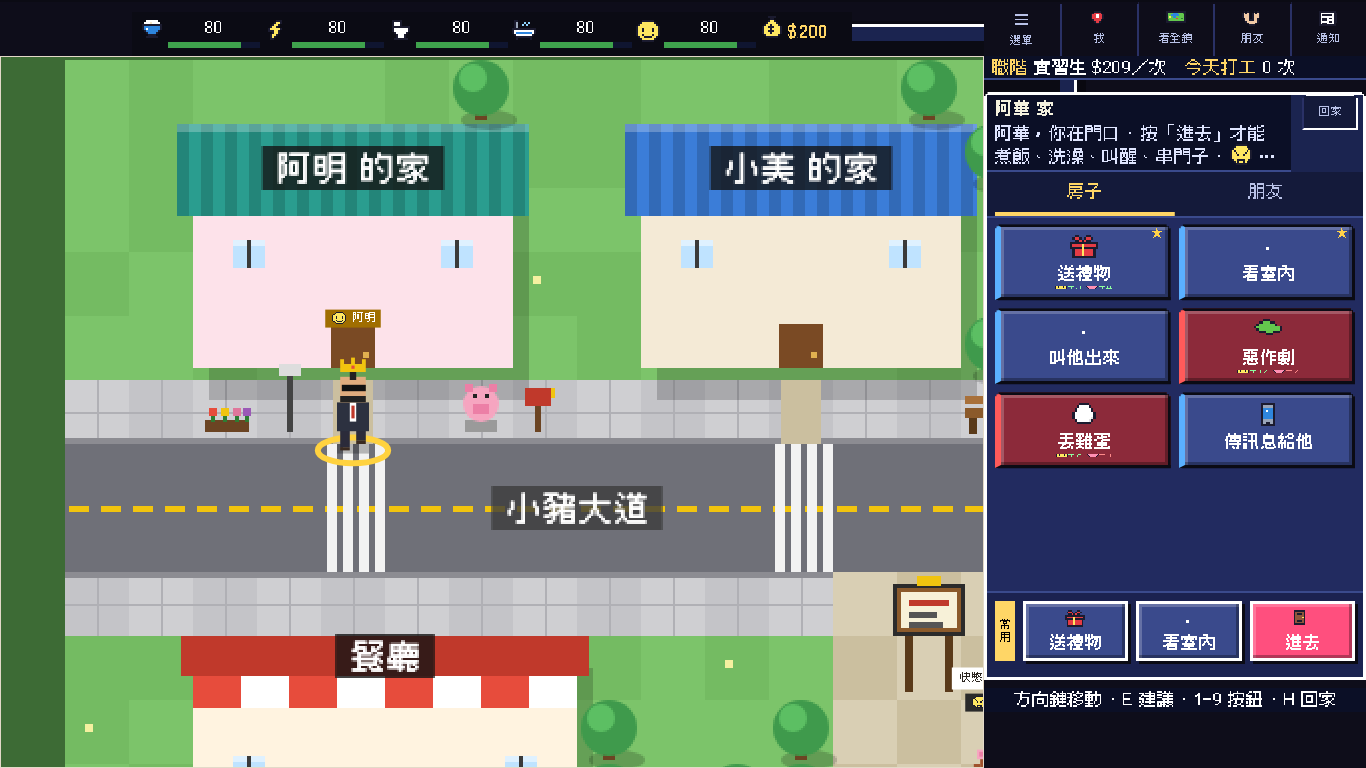 80
80
80
80
80
$200
選單
我
看全鎮
朋友
通知
職階 實習生 $209／次 今天打工 0 次
阿華 家
回家
阿華，你在門口．按「進去」才能
煮飯、洗澡、叫醒、串門子． ...
房子
朋友
送禮物
看室內
叫他出來
惡作劇
丟雞蛋
傳訊息給他
常用
送禮物
看室內
進去
方向鍵移動．E 建議．1-9 按鈕．H 回家
阿明 的家
小美 的家
阿明
小豬大道
餐廳